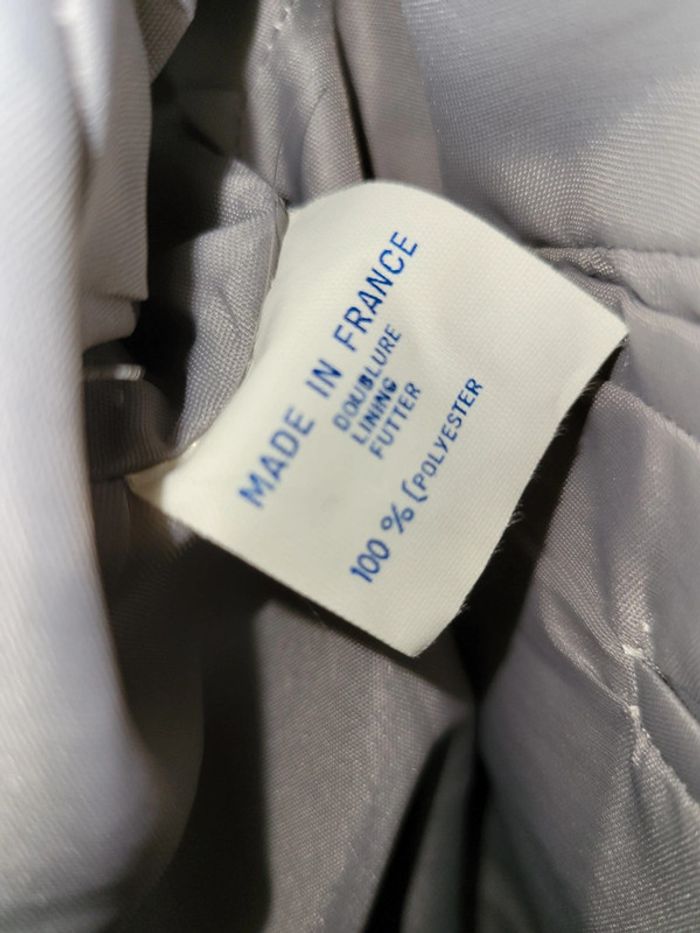 MADE IN FRANCE
DOUBLURE
LINING
FUTTER
100 % (POLYESTER